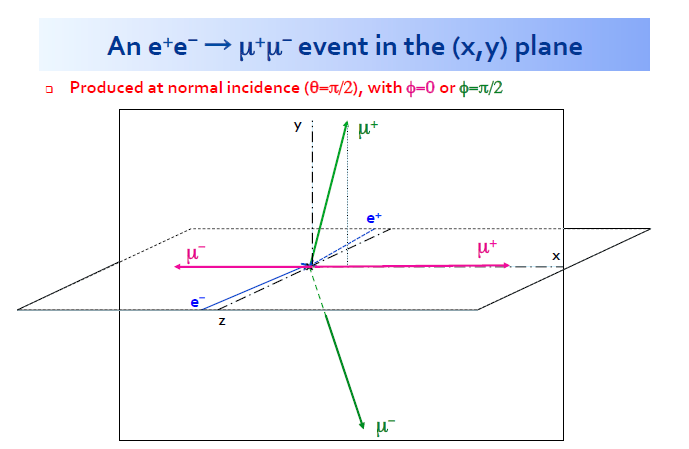 An e⁺e⁻ → μ⁺μ⁻ event in the (x,y) plane
Produced at normal incidence (θ=π/2), with ϕ=0 or ϕ=π/2
y
μ⁺
e⁺
μ⁻
μ⁺
x
e⁻
z
μ⁻